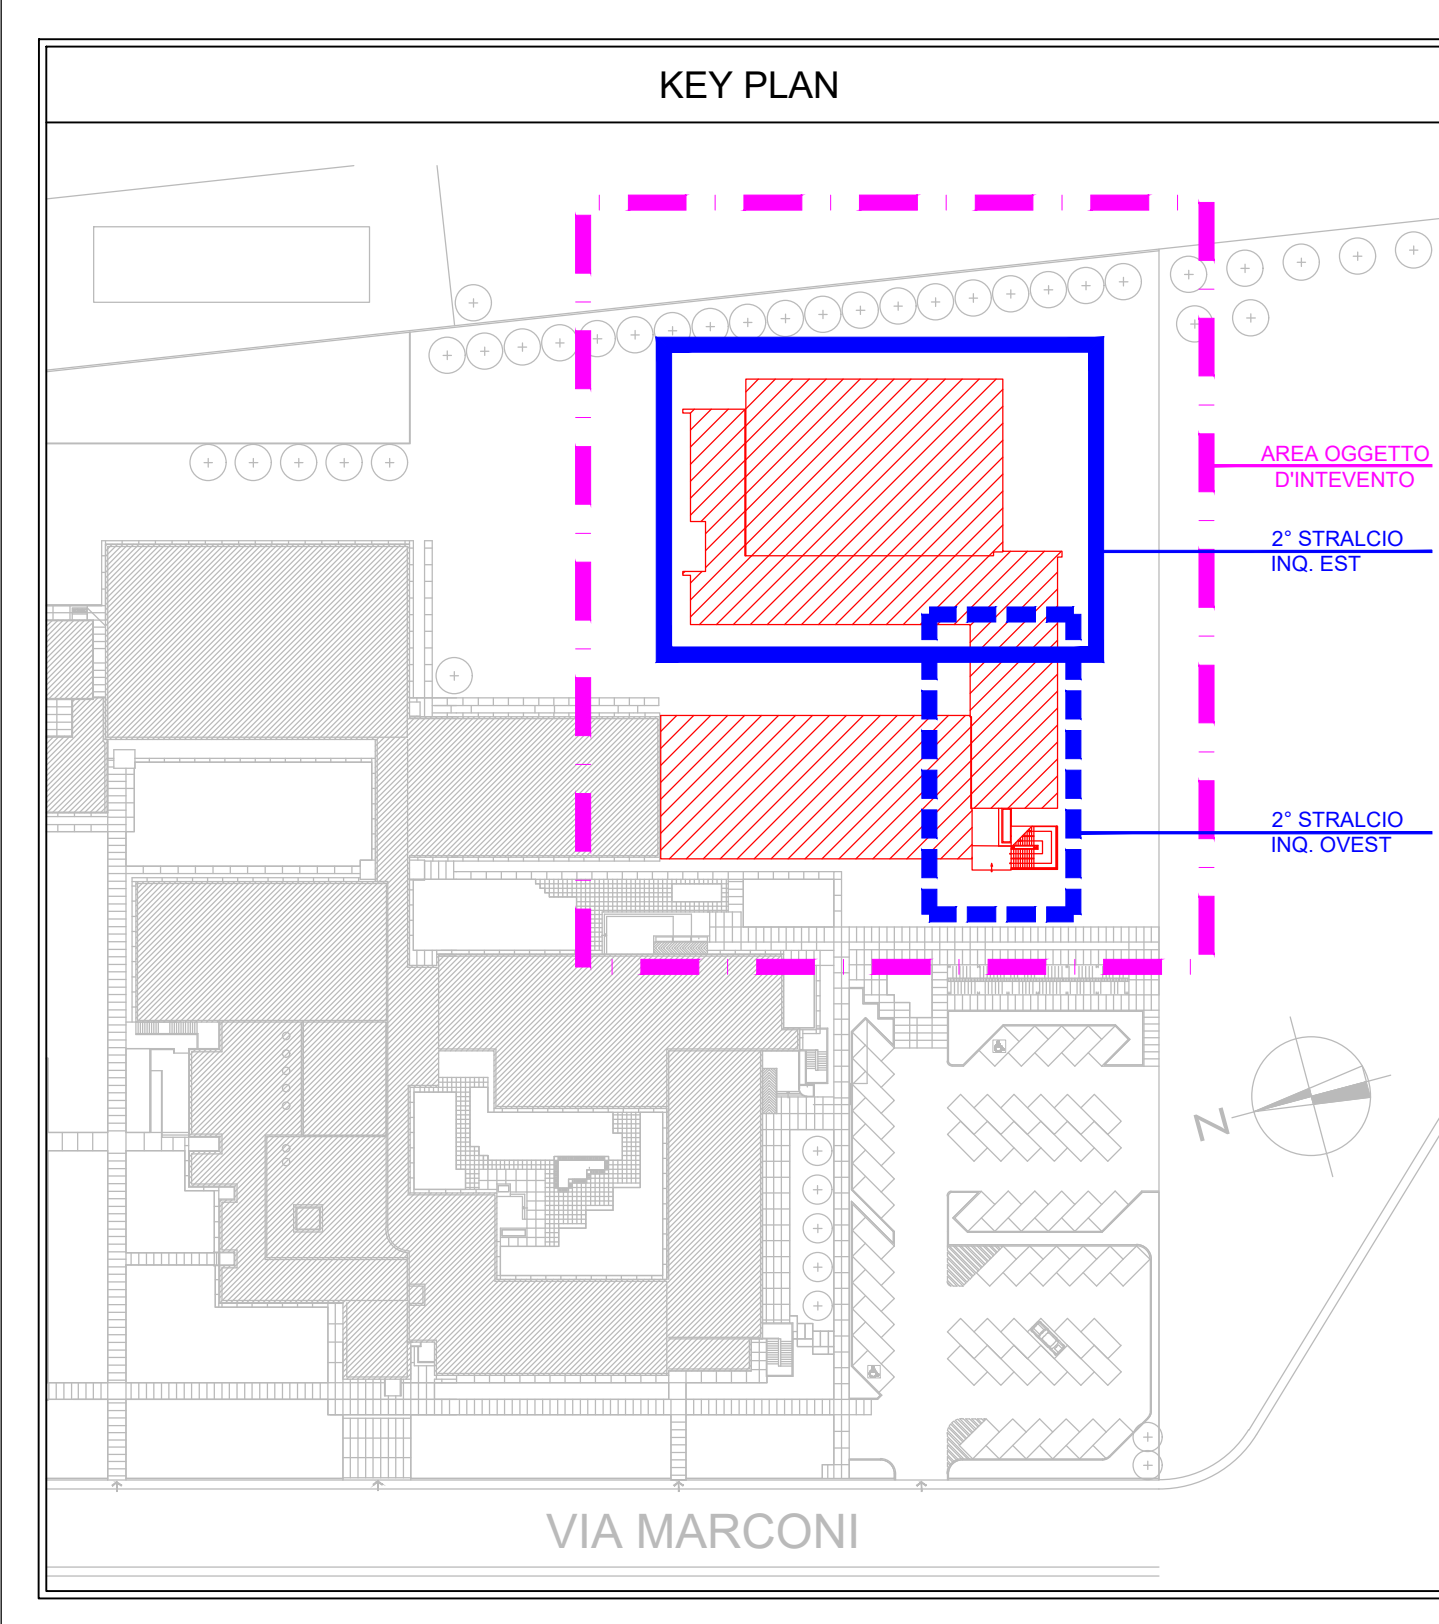 KEY PLAN
AREA OGGETTO
D'INTEVENTO
2° STRALCIO
INQ. EST
2° STRALCIO
INQ. OVEST
N
VIA MARCONI